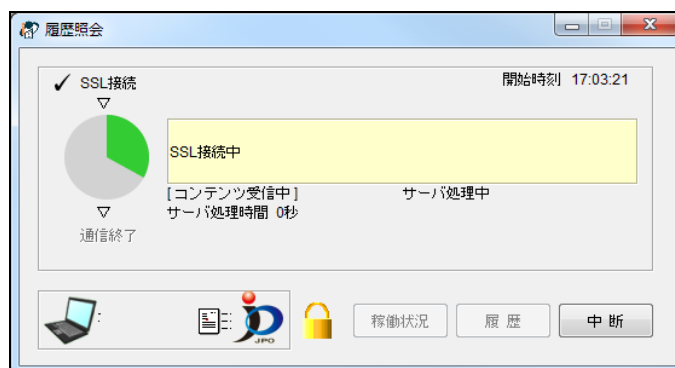 履歴照会
✓ SSL接続
開始時刻 17:03:21
▽
SSL接続中
[コンテンツ受信中]
サーバ処理中
▽
サーバ処理時間 0秒
通信終了
JPO
稼働状況
履 歴
中 断